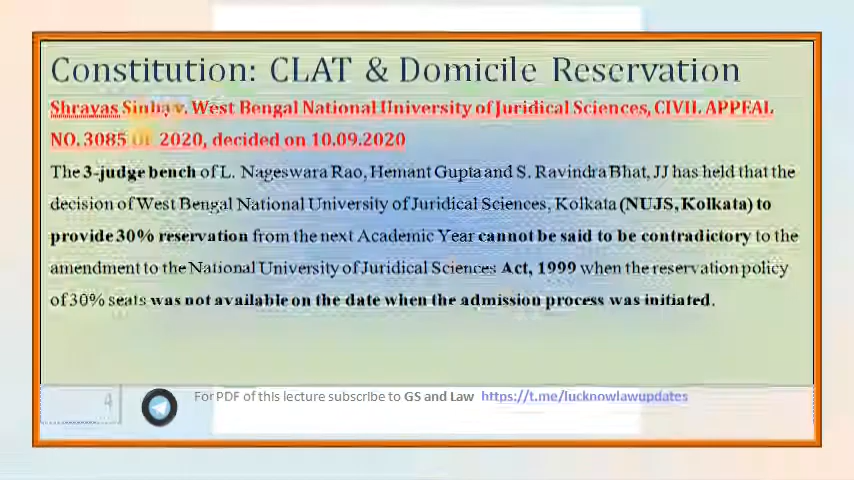 Constitution: CLAT & Domicile Reservation
Shravas Sinha v. West Bengal National University of Juridical Sciences, CIVIL APPEAL
NO. 3085 OF 2020, decided on 10.09.2020
The 3-judge bench of L. Nageswara Rao, Hemant Gupta and S. Ravindra Bhat, JJ has held that the
decision of West Bengal National University of Juridical Sciences, Kolkata (NUJS, Kolkata) to
provide 30% reservation from the next Academic Year cannot be said to be contradictory to the
amendment to the National University of Juridical Sciences Act, 1999 when the reservation policy
of 30% seats was not available on the date when the admission process was initiated.
4
For PDF of this lecture subscribe to GS and Law https://t.me/lucknowlawupdates